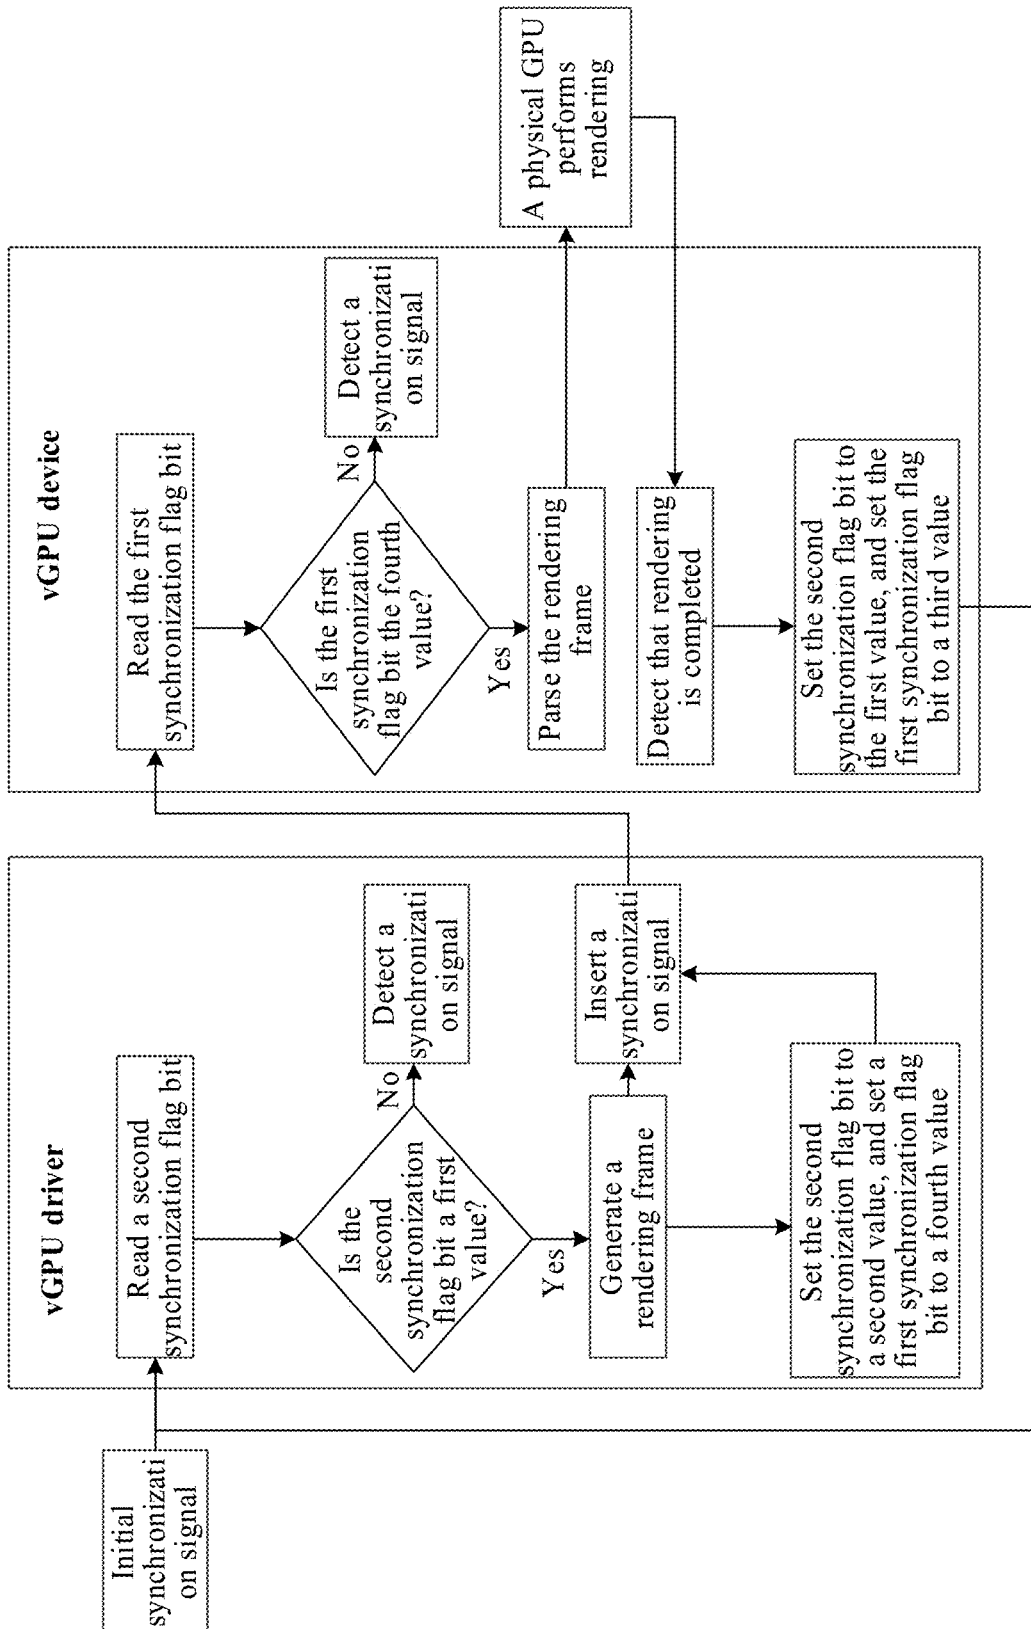 Initial
synchronizati
on signal
vGPU driver
Read a second
synchronization flag bit
Is the
second
synchronization
flag bit a first
value?
No
Detect a
synchronizati
on signal
Yes
Generate a
rendering frame
Insert a
synchronizati
on signal
Set the second
synchronization flag bit to
a second value, and set a
first synchronization flag
bit to a fourth value
vGPU device
Read the first
synchronization flag bit
Is the first
synchronization
flag bit the fourth
value?
No
Detect a
synchronizati
on signal
Yes
Parse the rendering
frame
A physical GPU
performs
rendering
Detect that rendering
is completed
Set the second
synchronization flag bit to
the first value, and set the
first synchronization flag
bit to a third value